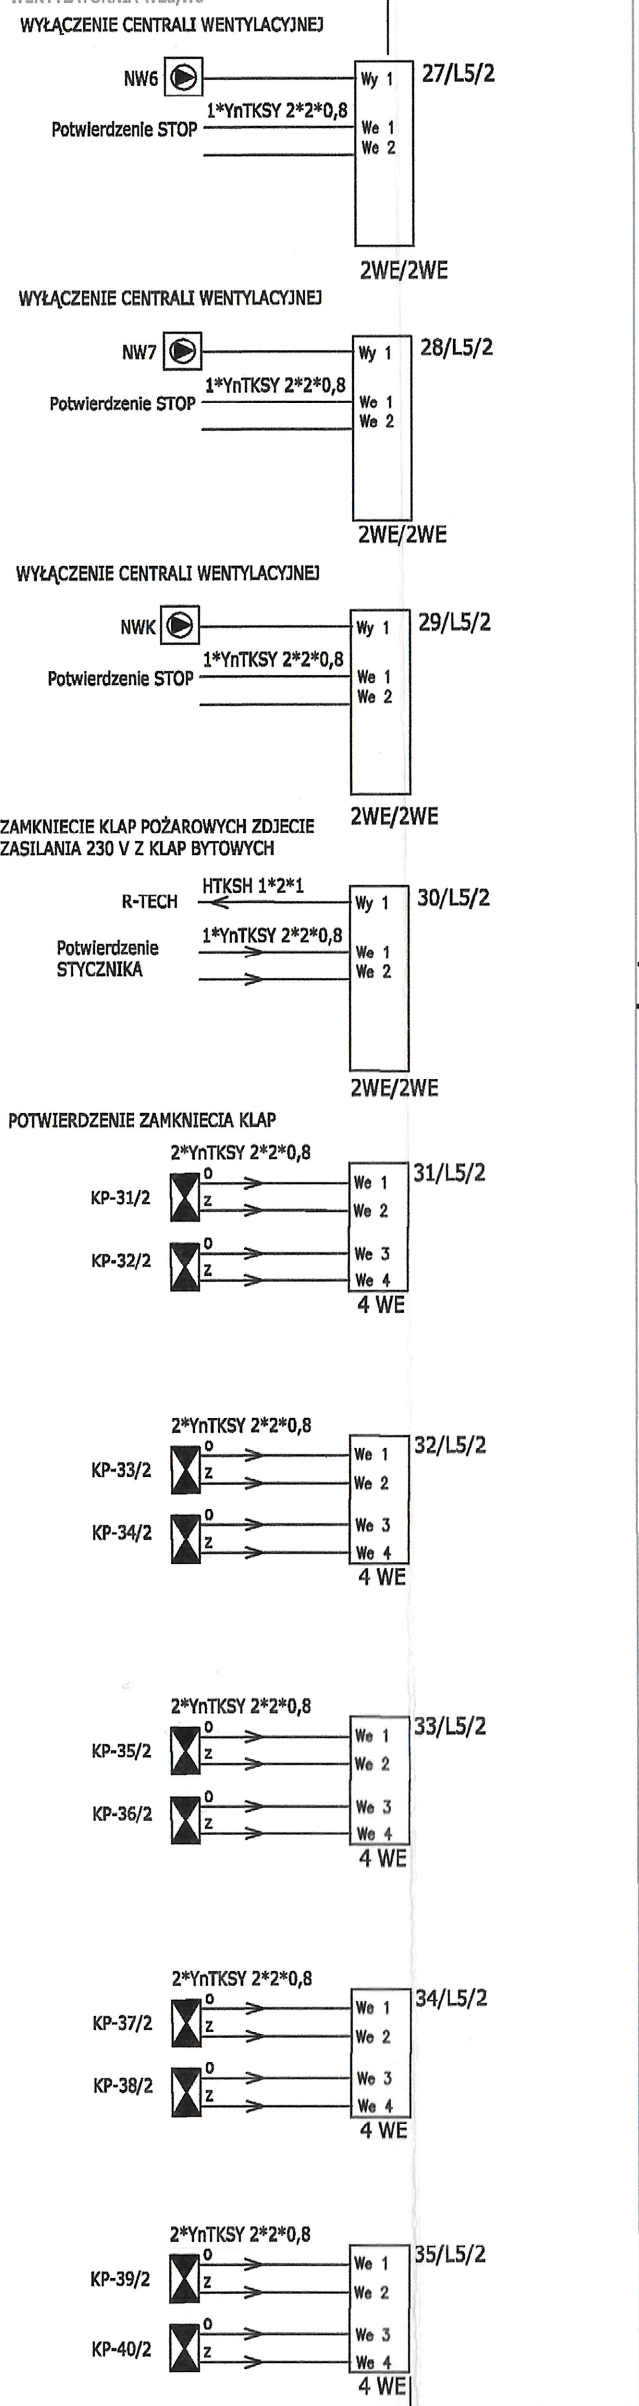 WYŁĄCZENIE CENTRALI WENTYLACYJNEJ
NW6
Wy 1
27/L5/2
1*YnTKSY 2*2*0,8
Potwierdzenie STOP
We 1
We 2
2WE/2WE
WYŁĄCZENIE CENTRALI WENTYLACYJNEJ
NW7
Wy 1
28/L5/2
1*YnTKSY 2*2*0,8
Potwierdzenie STOP
We 1
We 2
2WE/2WE
WYŁĄCZENIE CENTRALI WENTYLACYJNEJ
NWK
Wy 1
29/L5/2
1*YnTKSY 2*2*0,8
Potwierdzenie STOP
We 1
We 2
2WE/2WE
ZAMKNIECIE KLAP POŻAROWYCH ZDJECIE
ZASILANIA 230 V Z KLAP BYTOWYCH
HTKSH 1*2*1
R-TECH
Wy 1
30/L5/2
1*YnTKSY 2*2*0,8
Potwierdzenie
STYCZNIKA
We 1
We 2
2WE/2WE
POTWIERDZENIE ZAMKNIECIA KLAP
2*YnTKSY 2*2*0,8
31/L5/2
KP-31/2
O
Z
We 1
We 2
KP-32/2
O
Z
We 3
We 4
4 WE
2*YnTKSY 2*2*0,8
32/L5/2
KP-33/2
O
Z
We 1
We 2
KP-34/2
O
Z
We 3
We 4
4 WE
2*YnTKSY 2*2*0,8
33/L5/2
KP-35/2
O
Z
We 1
We 2
KP-36/2
O
Z
We 3
We 4
4 WE
2*YnTKSY 2*2*0,8
34/L5/2
KP-37/2
O
Z
We 1
We 2
KP-38/2
O
Z
We 3
We 4
4 WE
2*YnTKSY 2*2*0,8
35/L5/2
KP-39/2
O
Z
We 1
We 2
KP-40/2
O
Z
We 3
We 4
4 WE